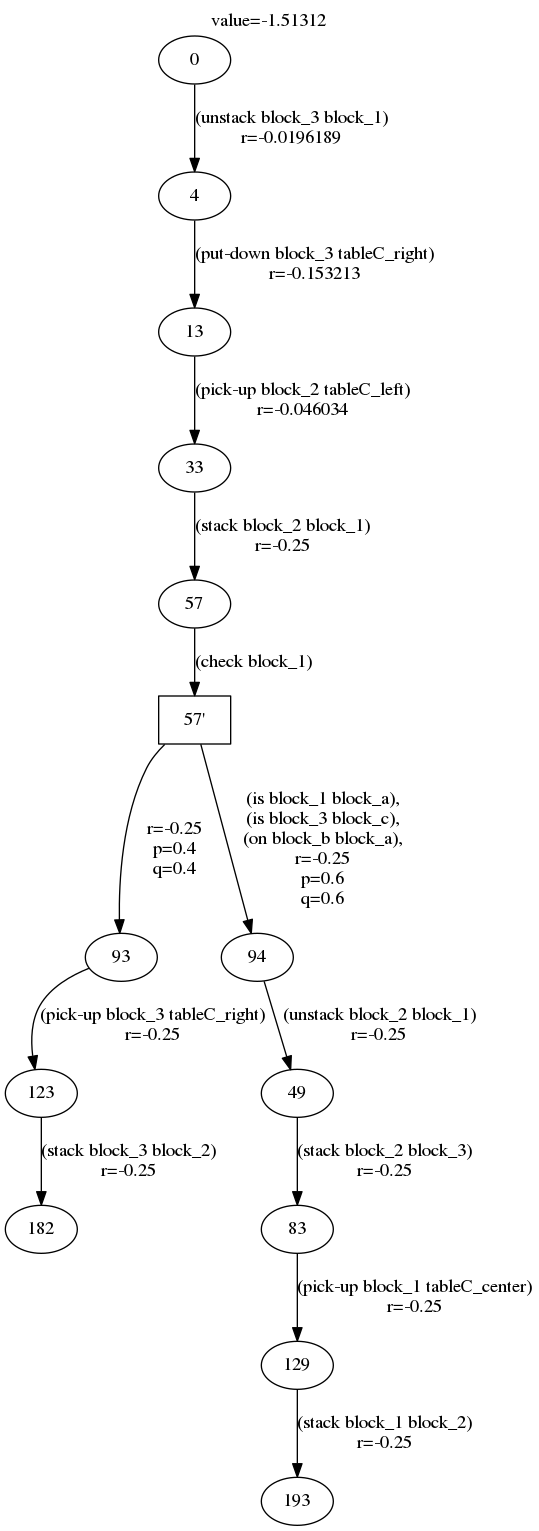 value=-1.51312
0
(unstack block_3 block_1)
r=-0.0196189
4
(put-down block_3 tableC_right)
r=-0.153213
13
(pick-up block_2 tableC_left)
r=-0.046034
33
(stack block_2 block_1)
r=-0.25
57
(check block_1)
57'
r=-0.25
p=0.4
q=0.4
(is block_1 block_a),
(is block_3 block_c),
(on block_b block_a),
r=-0.25
p=0.6
q=0.6
93
94
(pick-up block_3 tableC_right)
r=-0.25
(unstack block_2 block_1)
r=-0.25
123
49
(stack block_3 block_2)
r=-0.25
(stack block_2 block_3)
r=-0.25
182
83
(pick-up block_1 tableC_center)
r=-0.25
129
(stack block_1 block_2)
r=-0.25
193